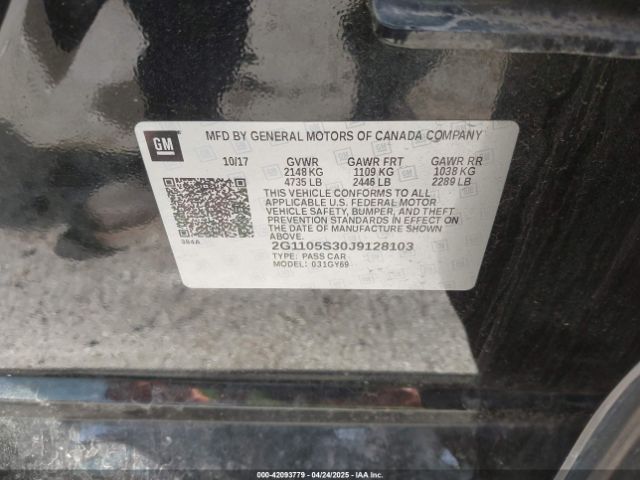 GM
MFD BY GENERAL MOTORS OF CANADA COMPANY
10/17 GVWR GAWR FRT GAWR RR
2148 KG 1109 KG 1038 KG
4735 LB 2446 LB 2289 LB
THIS VEHICLE CONFORMS TO ALL
APPLICABLE U.S. FEDERAL MOTOR
VEHICLE SAFETY, BUMPER, AND THEFT
PREVENTION STANDARDS IN EFFECT ON
THE DATE OF MANUFACTURE SHOWN
ABOVE.
384A
2G1105S30J9128103
TYPE: PASS CAR
MODEL: 031GY69
000-42093779 - 04/24/2025 - IAAI, Inc.